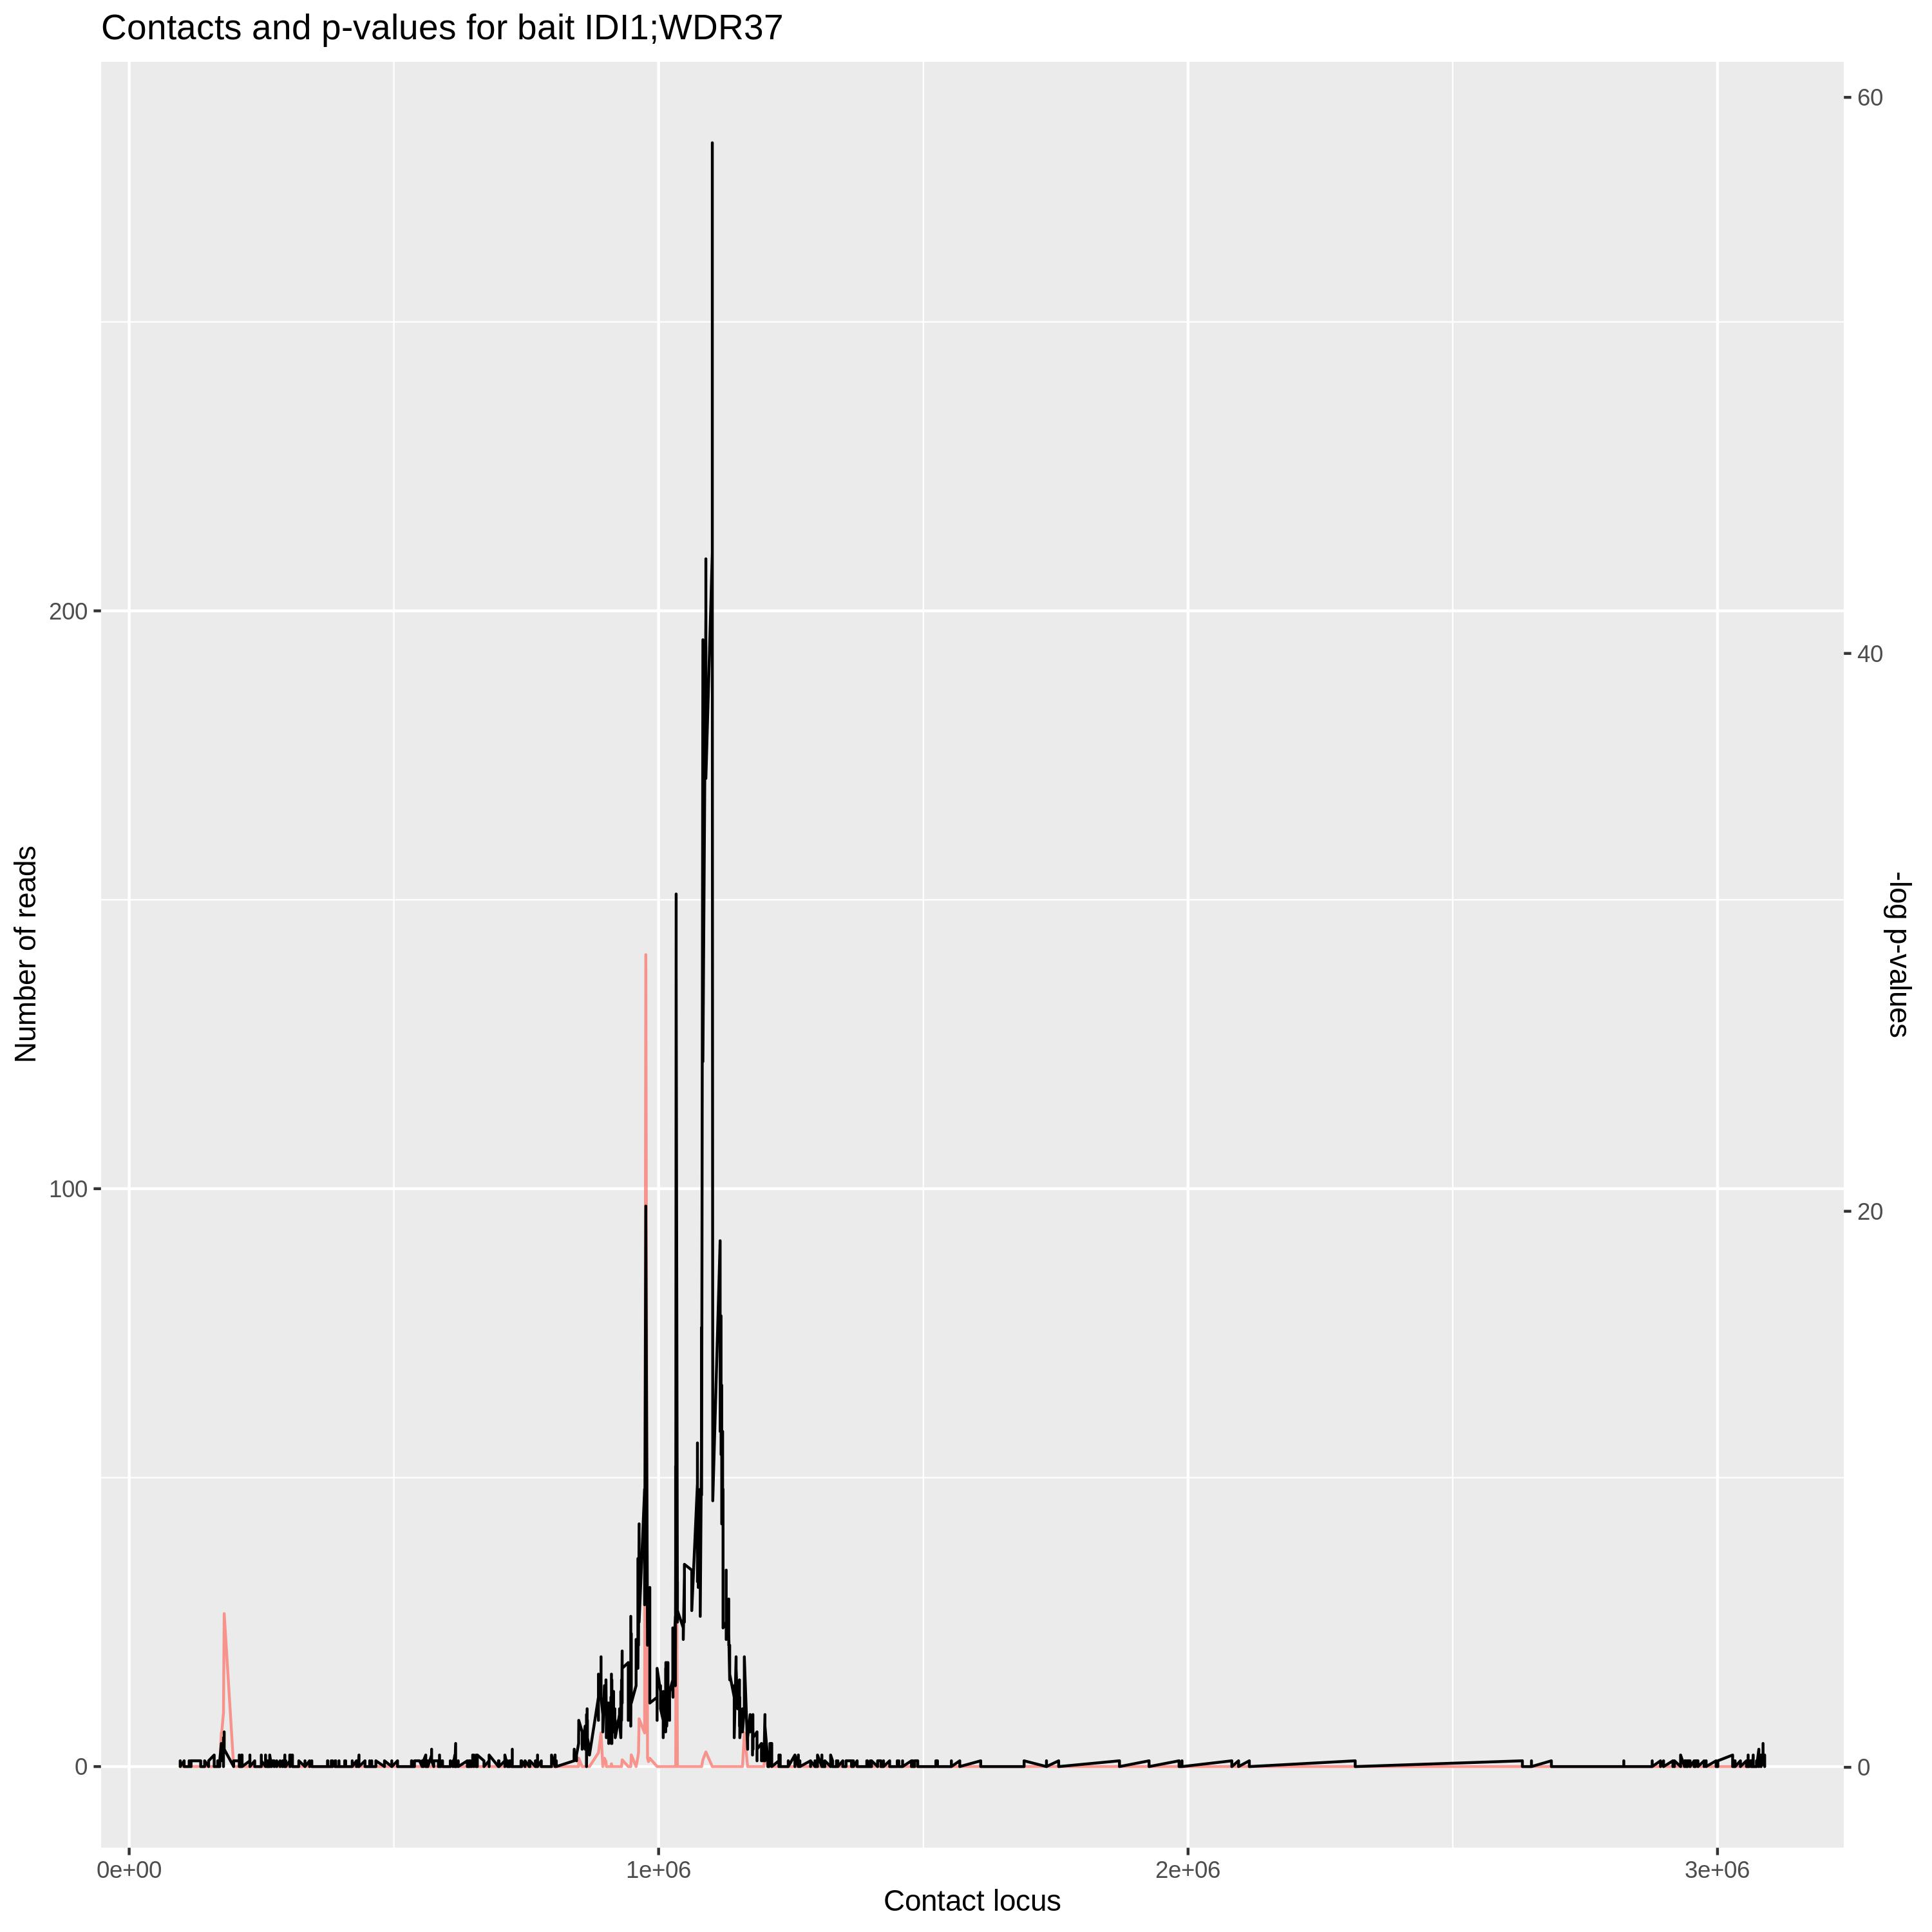 Contacts and p-values for bait IDI1;WDR37
60
200
40
Number of reads
-log p-values
100
20
0
0
0e+00
1e+06
2e+06
3e+06
Contact locus